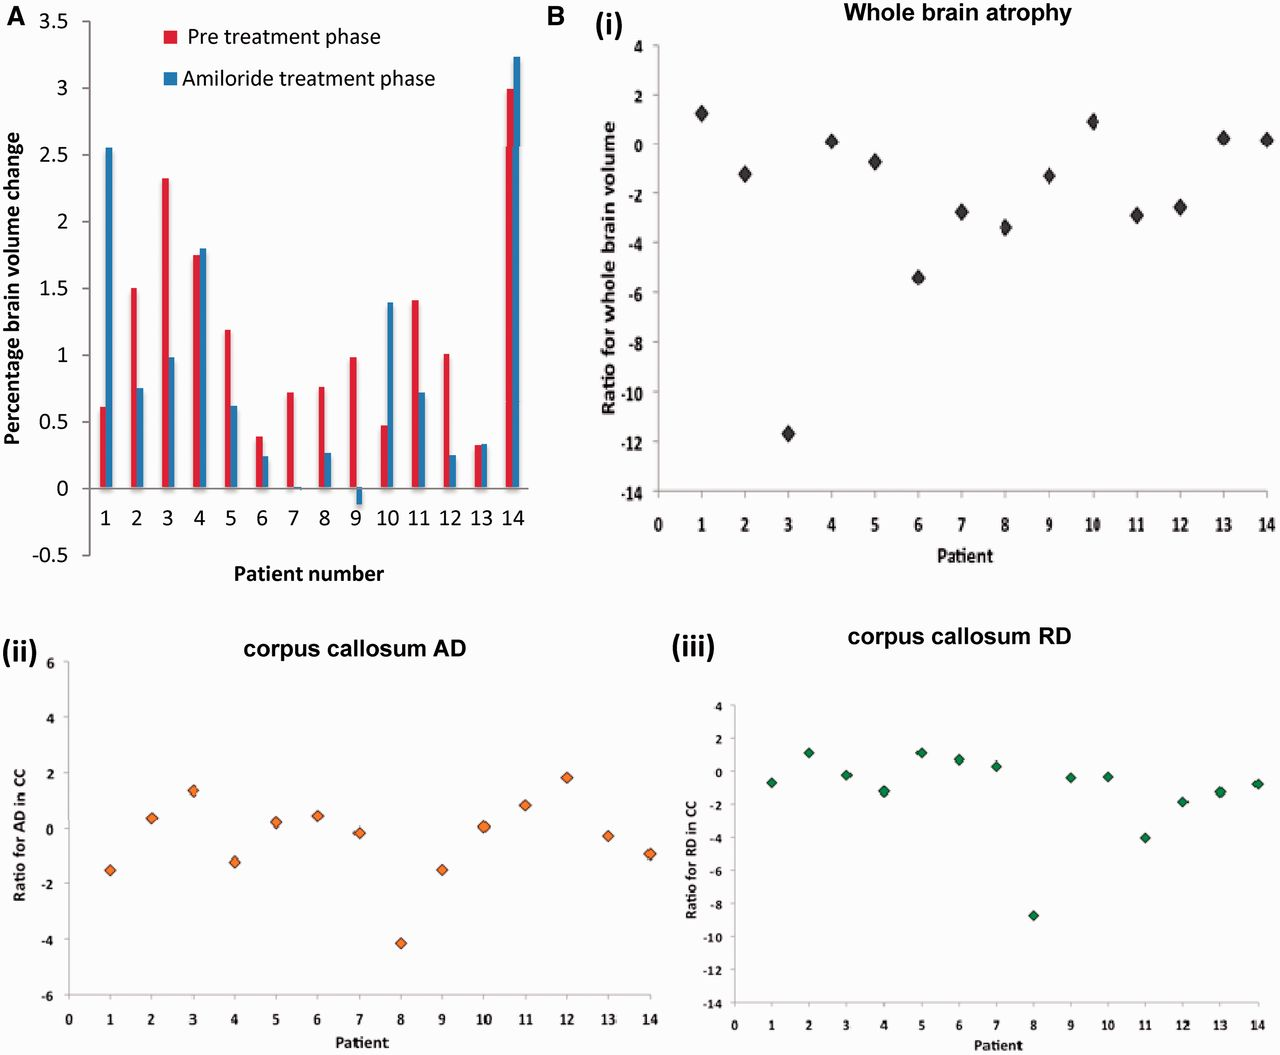 A
3.5
3
2.5
2
1.5
1
0.5
0
-0.5
Percentage brain volume change
Pre treatment phase
Amiloride treatment phase
1 2 3 4 5 6 7 8 9 10 11 12 13 14
Patient number
B
(i)
Whole brain atrophy
4
2
0
-2
-4
-6
-8
-10
-12
-14
Ratio for whole brain volume
0 1 2 3 4 5 6 7 8 9 10 11 12 13 14
Patient
(ii)
corpus callosum AD
6
4
2
0
-2
-4
-6
Ratio for AD in CC
0 1 2 3 4 5 6 7 8 9 10 11 12 13 14
Patient
(iii)
corpus callosum RD
4
2
0
-2
-4
-6
-8
-10
-12
-14
Ratio for RD in CC
0 1 2 3 4 5 6 7 8 9 10 11 12 13 14
Patient